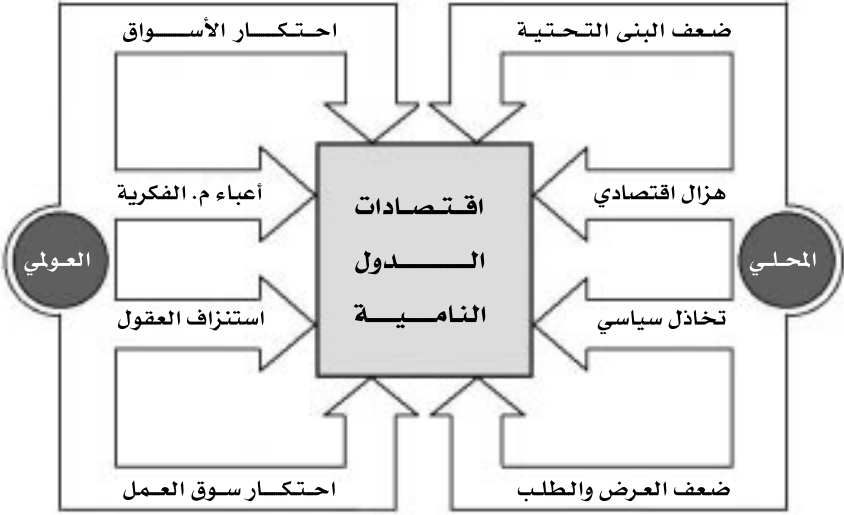 ضعف البنى التحتية
احتكار الأسواق
هزال اقتصادي
أعباء م. الفكرية
اقتصادات
الدول
النامية
المحلي
العولمي
تخاذل سياسي
استنزاف العقول
ضعف العرض والطلب
احتكار سوق العمل